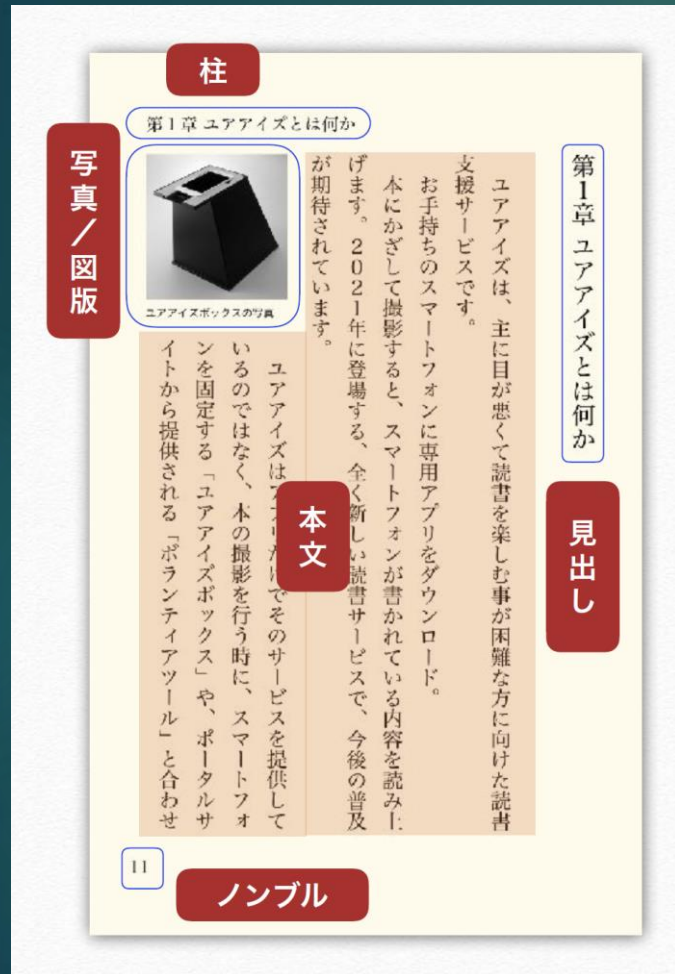 柱
第1章 ユアアイズとは何か
写真／図版
ユアアイズボックスの写真
第1章 ユアアイズとは何か
見出し
ユアアイズは、主に目が悪くて読書を楽しむ事が困難な方に向けた読書
支援サービスです。
お手持ちのスマートフォンに専用アプリをダウンロード。
本にかざして撮影すると、スマートフォンが書かれている内容を読み上
げます。2021年に登場する、全く新しい読書サービスで、今後の普及
が期待されています。
本文
ユアアイズは でそのサービスを提供して
いるのではなく、本の撮影を行う時に、スマートフォ
ンを固定する「ユアアイズボックス」や、ポータルサ
イトから提供される「ボランティアツール」と合わせ
11
ノンブル